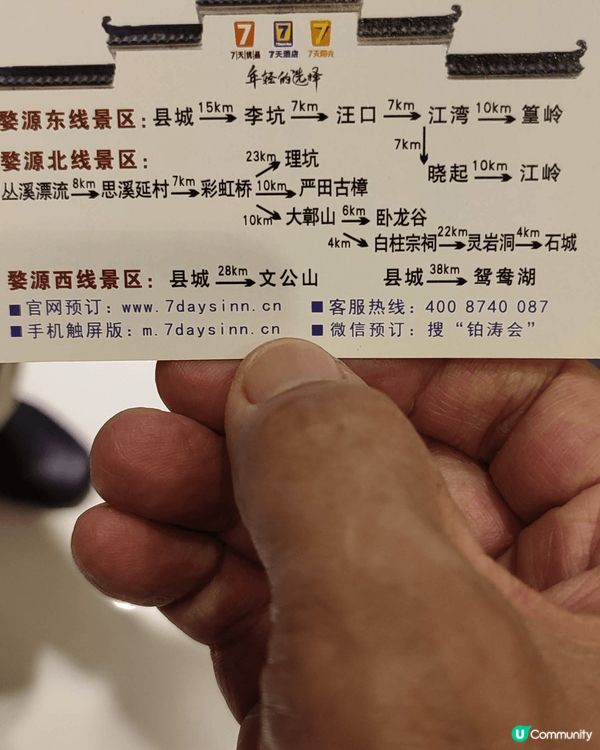 7 7 7
7天优品 7天酒店 7天阳光
年轻的选择
婺源东线景区:县城 15km 李坑 7km 汪口 7km 江湾 10km 篁岭
7km 晓起 10km 江岭
婺源北线景区:
23km 理坑
丛溪漂流 8km 思溪延村 7km 彩虹桥 10km 严田古樟
10km 大鄣山 6km 卧龙谷
4km 白柱宗祠 22km 灵岩洞 4km 石城
婺源西线景区:县城 28km 文公山 县城 38km 鸳鸯湖
官网预订:www.7daysinn.cn 客服热线:400 8740 087
手机触屏版:m.7daysinn.cn 微信预订:搜“铂涛会”
U Community